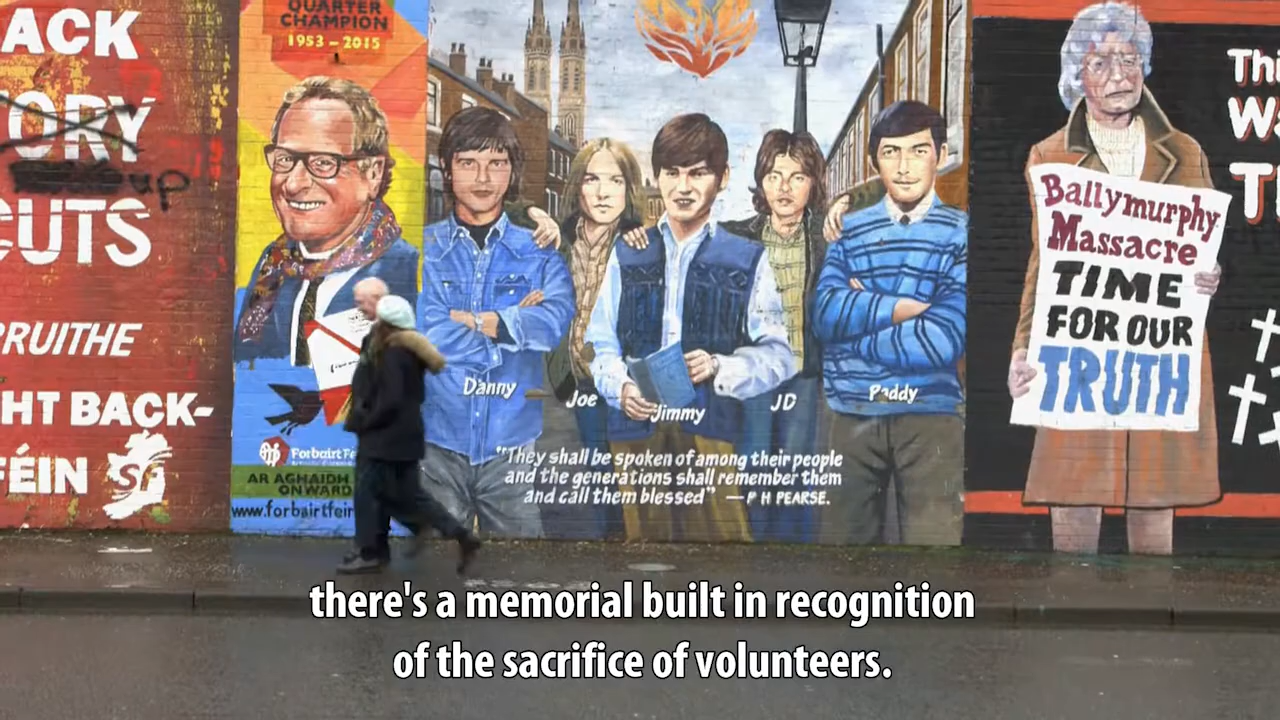 ACK
ORY
up
CUTS
RUITHE
HT BACK-
FÉIN SG
QUARTER
CHAMPION
1953 - 2015
Forbairt Fe
AR AGHAIDH
ONWARD
www.forbairtfeir
Danny
Joe
Jimmy
JD
Paddy
"They shall be spoken of among their people
and the generations shall remember them
and call them blessed" — P H PEARSE.
Ballymurphy
Massacre
TIME
FOR OUR
TRUTH
Thi
W
T
there's a memorial built in recognition
of the sacrifice of volunteers.